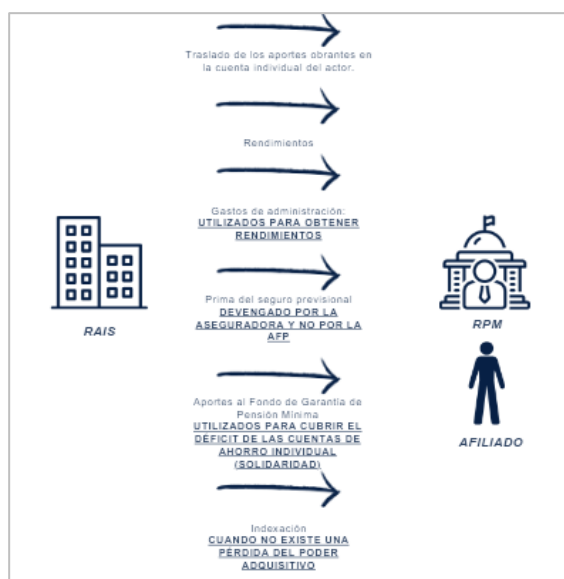 Traslado de los aportes obrantes en
la cuenta individual del actor.
Rendimientos
Gastos de administración:
UTILIZADOS PARA OBTENER
RENDIMIENTOS
Prima del seguro previsional
DEVENGADO POR LA
ASEGURADORA Y NO POR LA
AFP
Aportes al Fondo de Garantía de
Pensión Mínima
UTILIZADOS PARA CUBRIR EL
DÉFICIT DE LAS CUENTAS DE
AHORRO INDIVIDUAL
(SOLIDARIDAD)
Indexación
CUANDO NO EXISTE UNA
PÉRDIDA DEL PODER
ADQUISITIVO
RAIS
RPM
AFILIADO